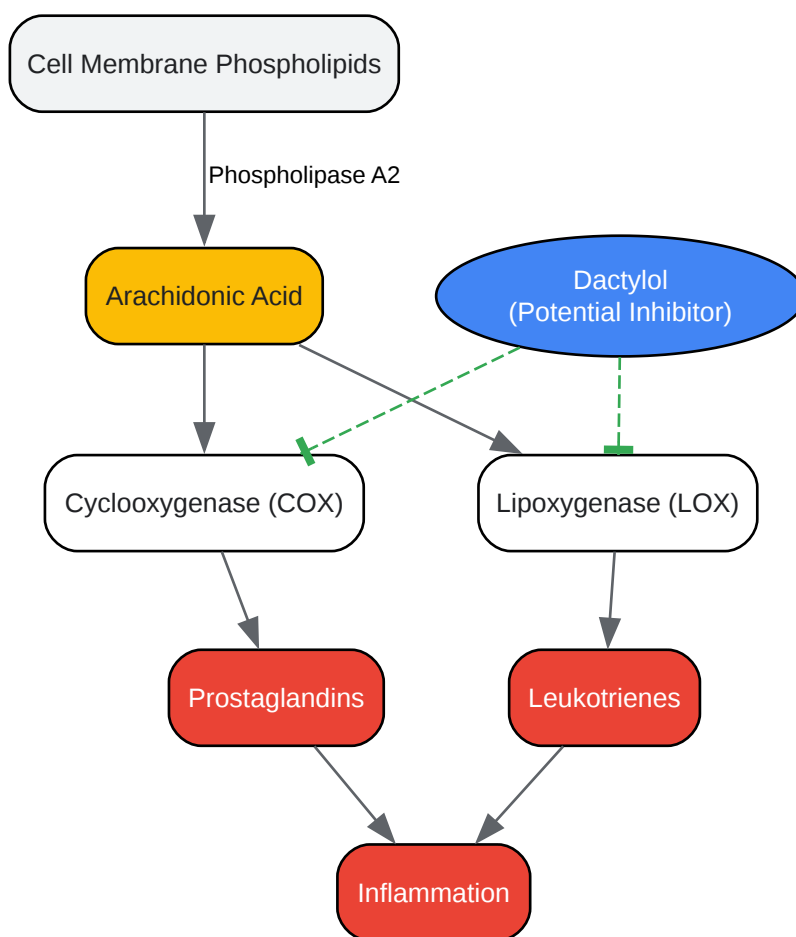 Cell Membrane Phospholipids
Phospholipase A2
Arachidonic Acid
Dactylol
(Potential Inhibitor)
Cyclooxygenase (COX)
Lipoxygenase (LOX)
Prostaglandins
Leukotrienes
Inflammation